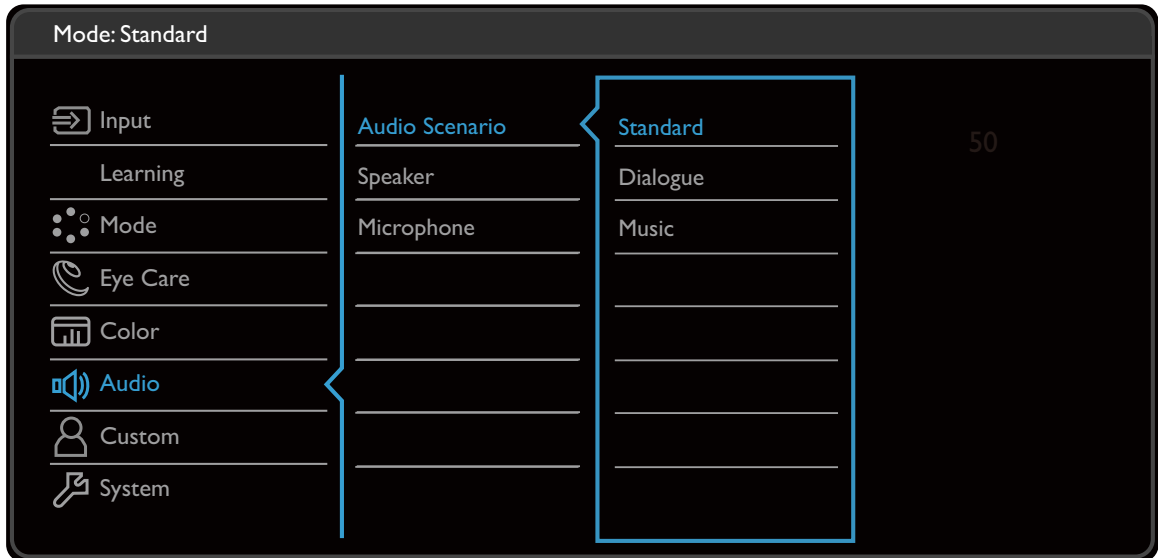 Mode: Standard
Input
Learning
Mode
Eye Care
Color
Audio
Custom
System
Audio Scenario
Speaker
Microphone
Standard
Dialogue
Music
50